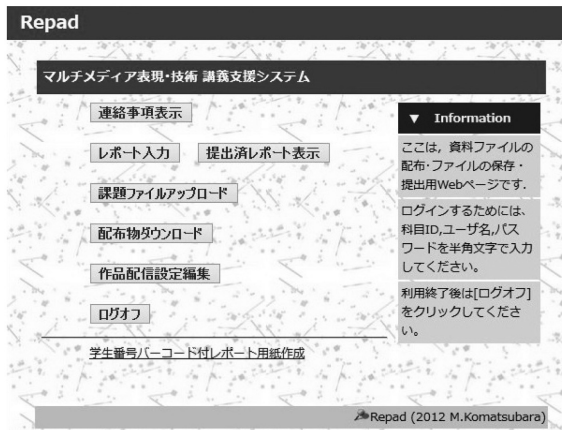 Repad
マルチメディア表現・技術 講義支援システム
連絡事項表示
レポート入力 提出済レポート表示
課題ファイルアップロード
配布物ダウンロード
作品配信設定編集
ログオフ
学生番号バーコード付レポート用紙作成
▼ Information
ここは，資料ファイルの
配布・ファイルの保存・
提出用Webページです．
ログインするためには、
科目ID,ユーザ名,パス
ワードを半角文字で入力
してください。
利用終了後は[ログオフ]
をクリックしてくださ
い。
Repad (2012 M.Komatsubara)